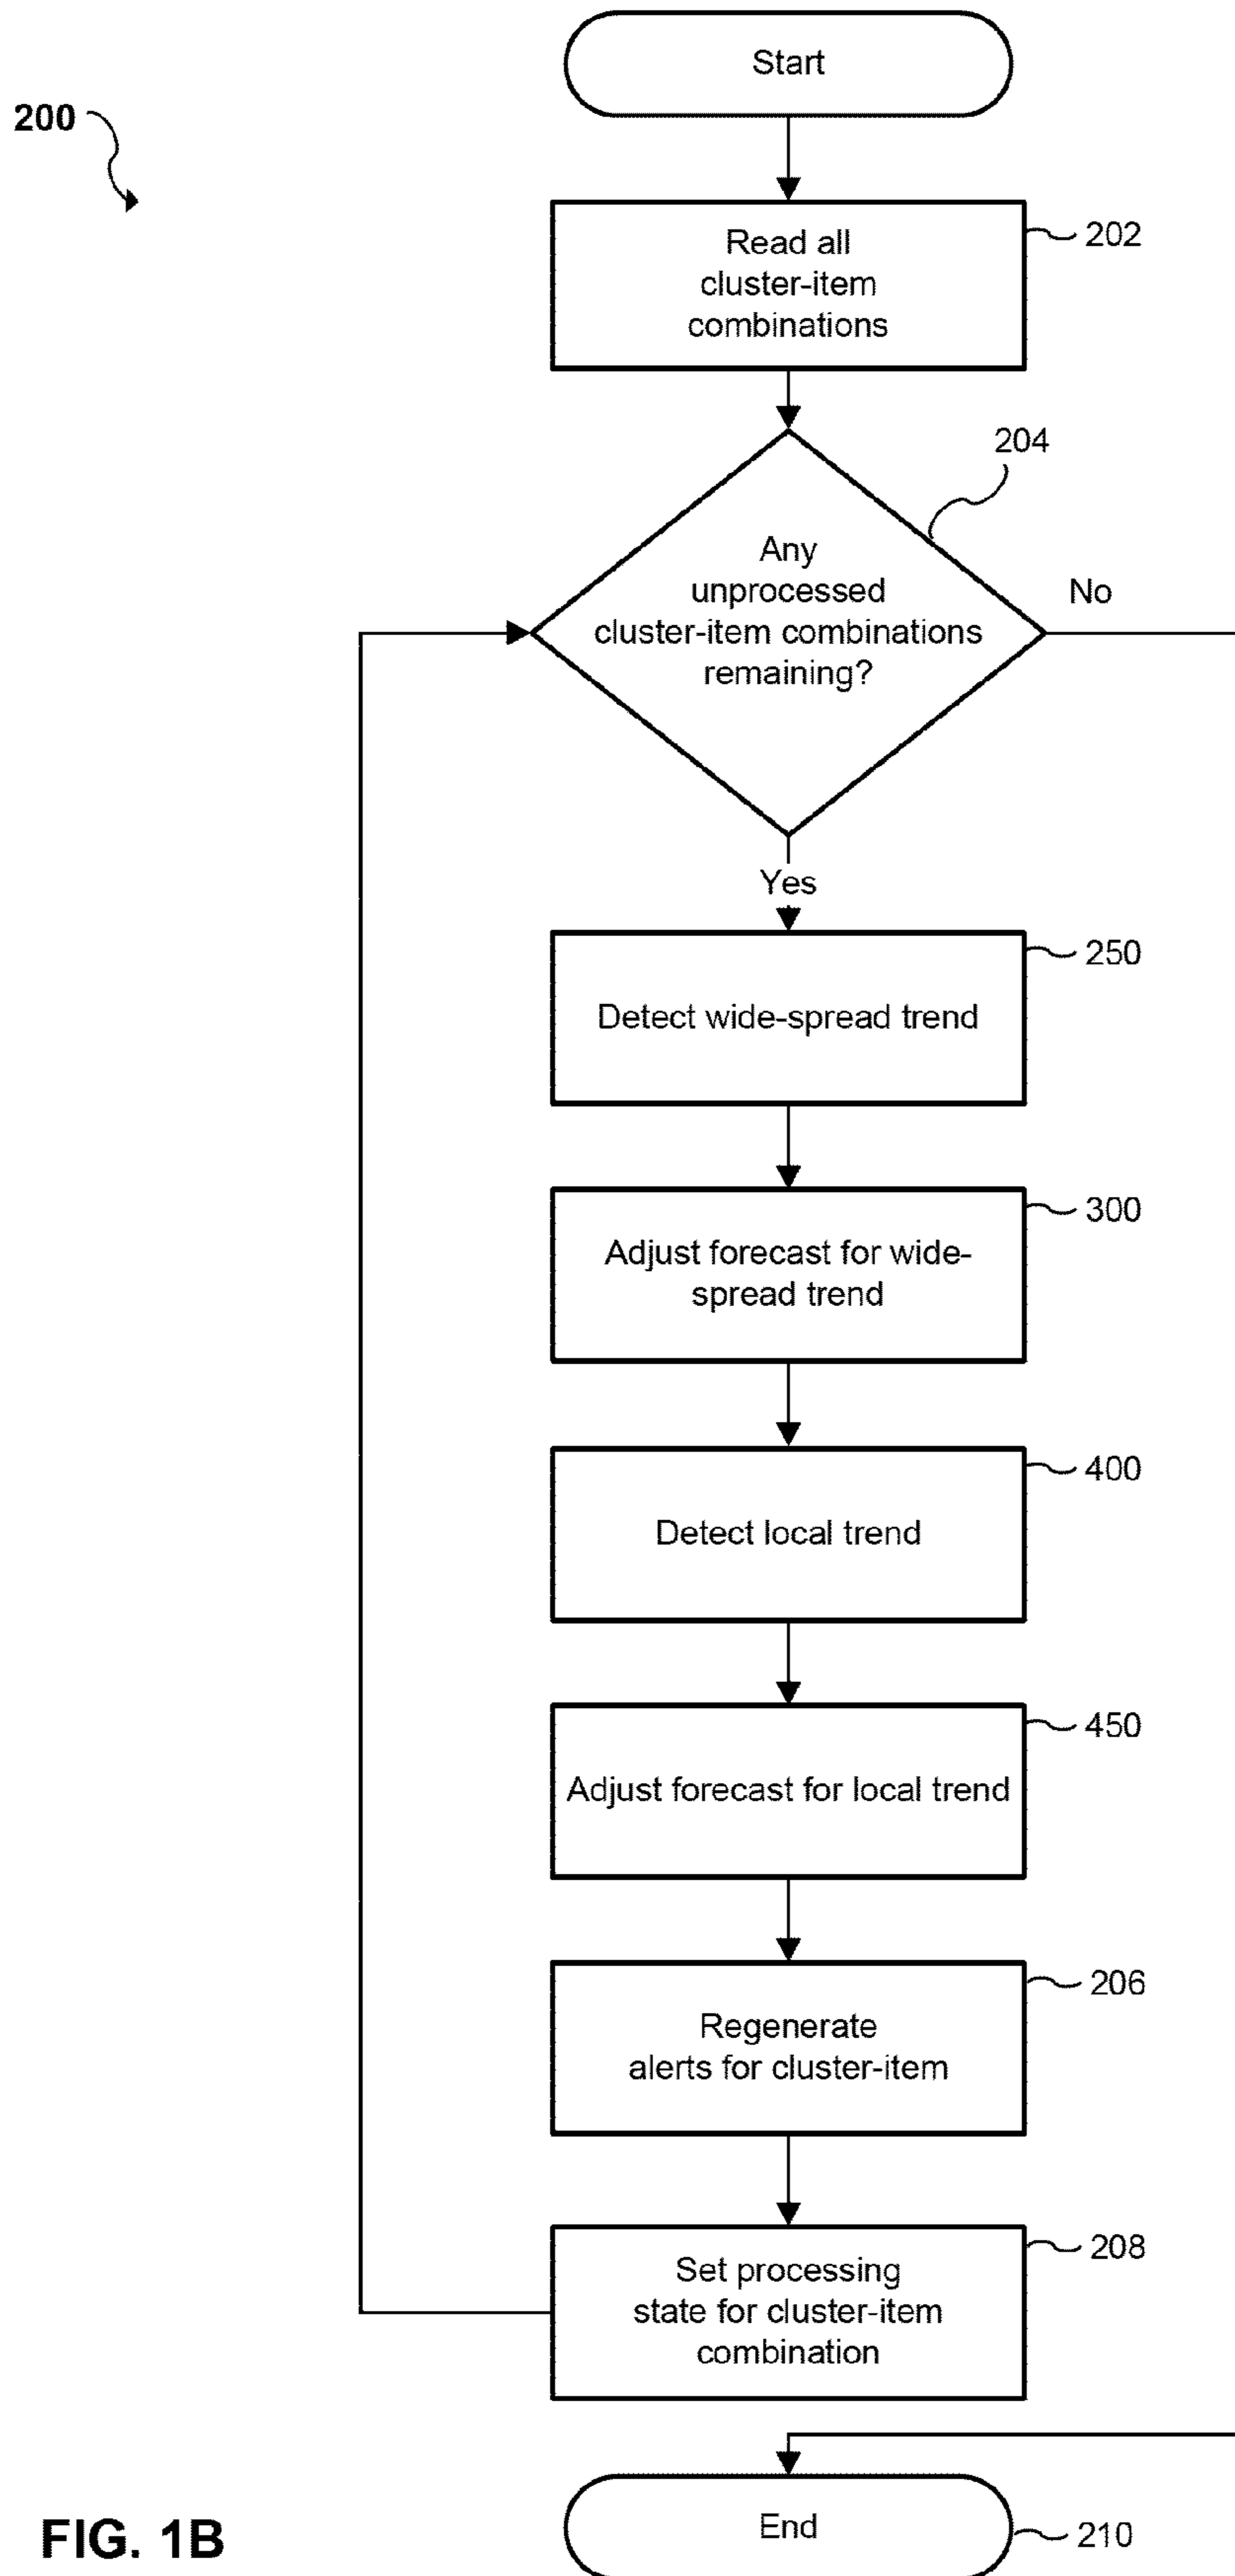 Start
200
Read all
cluster-item
combinations
202
204
Any
unprocessed
cluster-item combinations
remaining?
No
Yes
250
Detect wide-spread trend
300
Adjust forecast for wide-
spread trend
400
Detect local trend
450
Adjust forecast for local trend
206
Regenerate
alerts for cluster-item
208
Set processing
state for cluster-item
combination
End
210
FIG. 1B